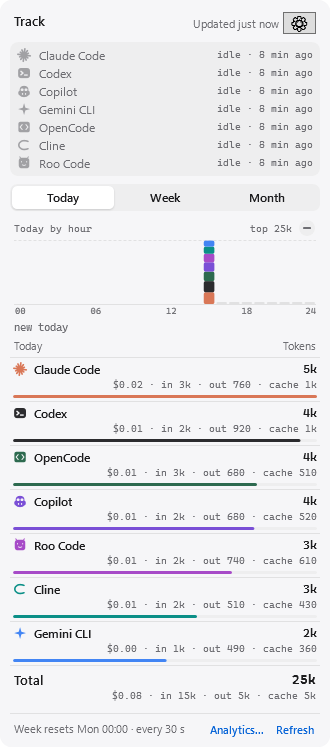 Track
Updated just now
Claude Code idle · 8 min ago
Codex idle · 8 min ago
Copilot idle · 8 min ago
Gemini CLI idle · 8 min ago
OpenCode idle · 8 min ago
Cline idle · 8 min ago
Roo Code idle · 8 min ago
Today Week Month
Today by hour top 25k
00 06 12 18 24
new today
Today Tokens
Claude Code 5k
$0.02 · in 3k · out 760 · cache 1k
Codex 4k
$0.01 · in 2k · out 920 · cache 1k
OpenCode 4k
$0.01 · in 3k · out 680 · cache 510
Copilot 4k
$0.01 · in 2k · out 680 · cache 520
Roo Code 3k
$0.01 · in 2k · out 740 · cache 610
Cline 3k
$0.01 · in 2k · out 510 · cache 430
Gemini CLI 2k
$0.00 · in 1k · out 490 · cache 360
Total 25k
$0.08 · in 15k · out 5k · cache 5k
Week resets Mon 00:00 · every 30 s Analytics... Refresh